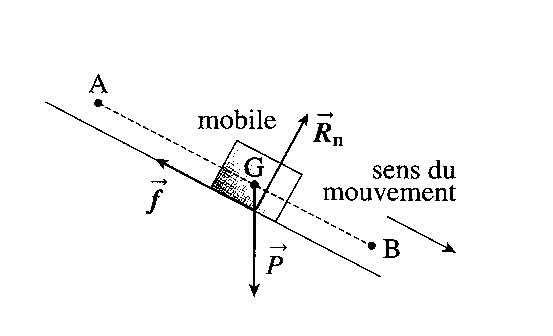 A
mobile
R⃗n
G
sens du
mouvement
f⃗
B
P⃗